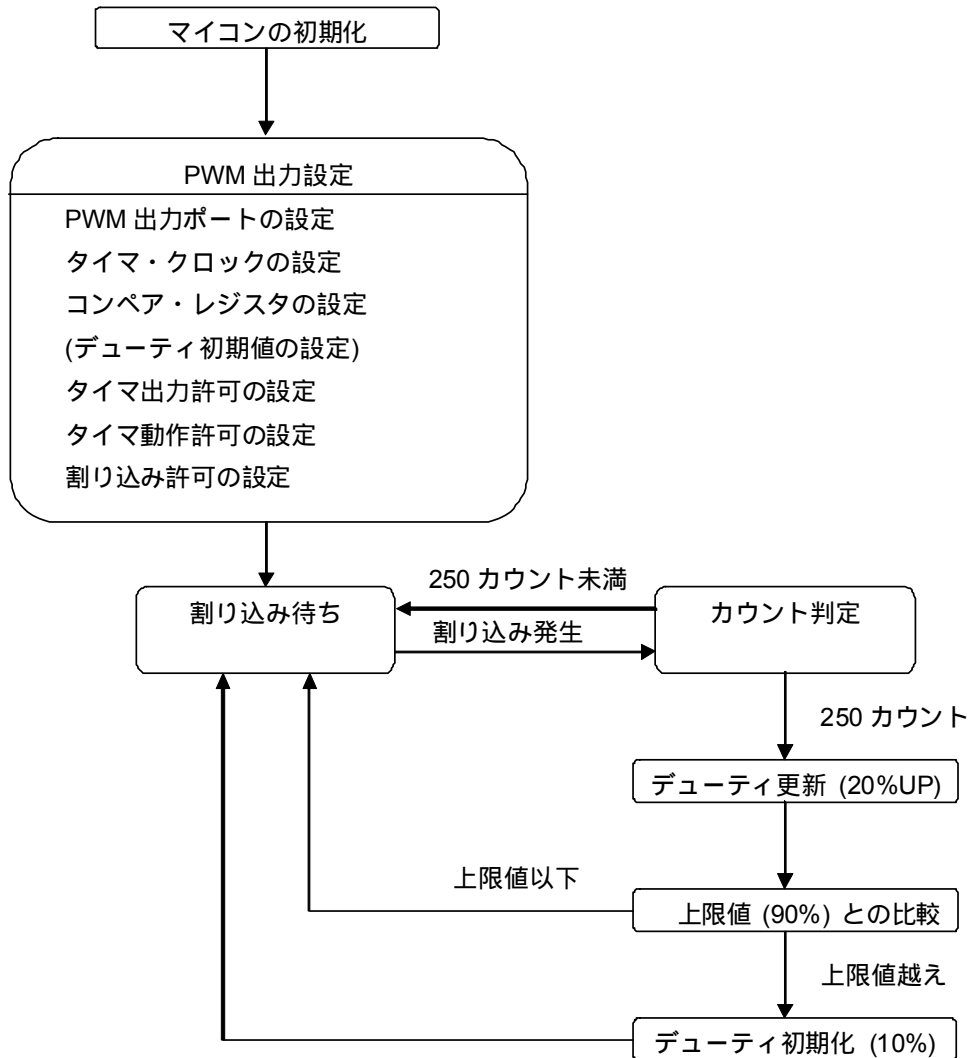 マイコンの初期化
PWM 出力設定
PWM 出力ポートの設定
タイマ・クロックの設定
コンペア・レジスタの設定
(デューティ初期値の設定)
タイマ出力許可の設定
タイマ動作許可の設定
割り込み許可の設定
割り込み待ち
250 カウント未満
割り込み発生
カウント判定
250 カウント
デューティ更新 (20%UP)
上限値以下
上限値 (90%) との比較
上限値越え
デューティ初期化 (10%)